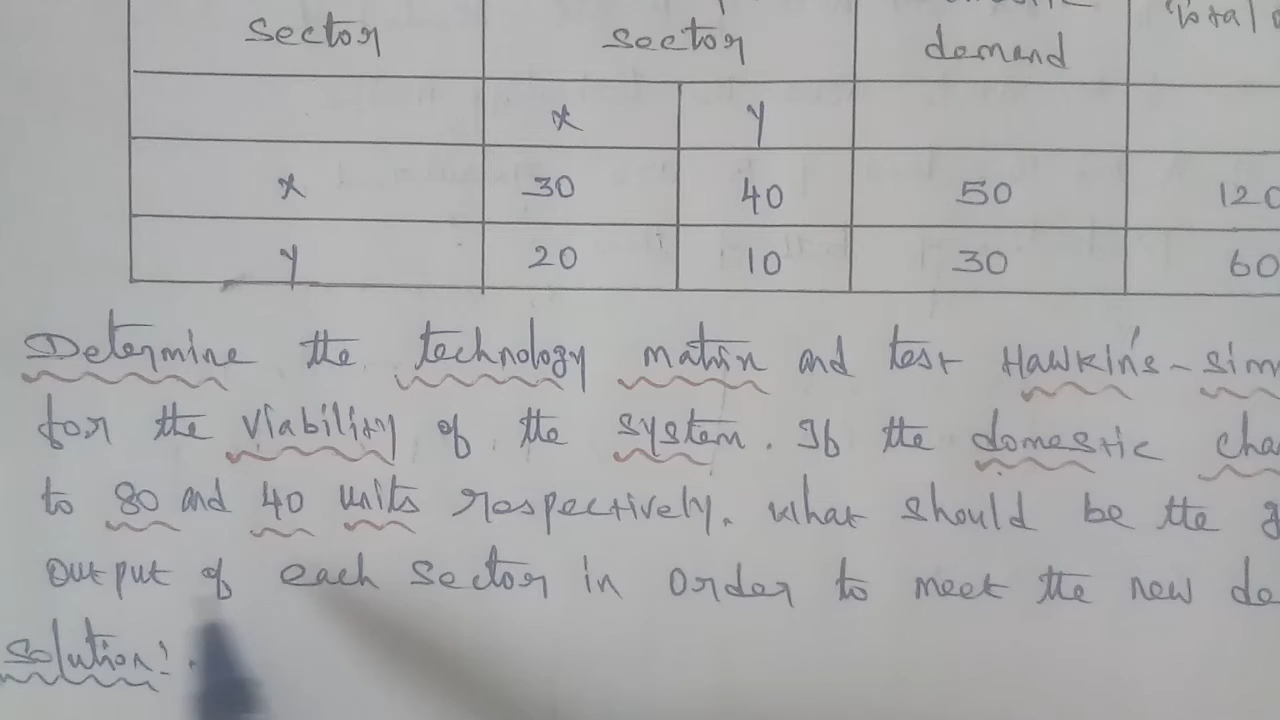 sector sector demand Total
x y
x 30 40 50 120
y 20 10 30 60
Determine the technology matrix and test Hawkin's - sim
for the viability of the system. If the domestic cha
to 80 and 40 units respectively. what should be the g
output of each sector in order to meet the new de
solution: